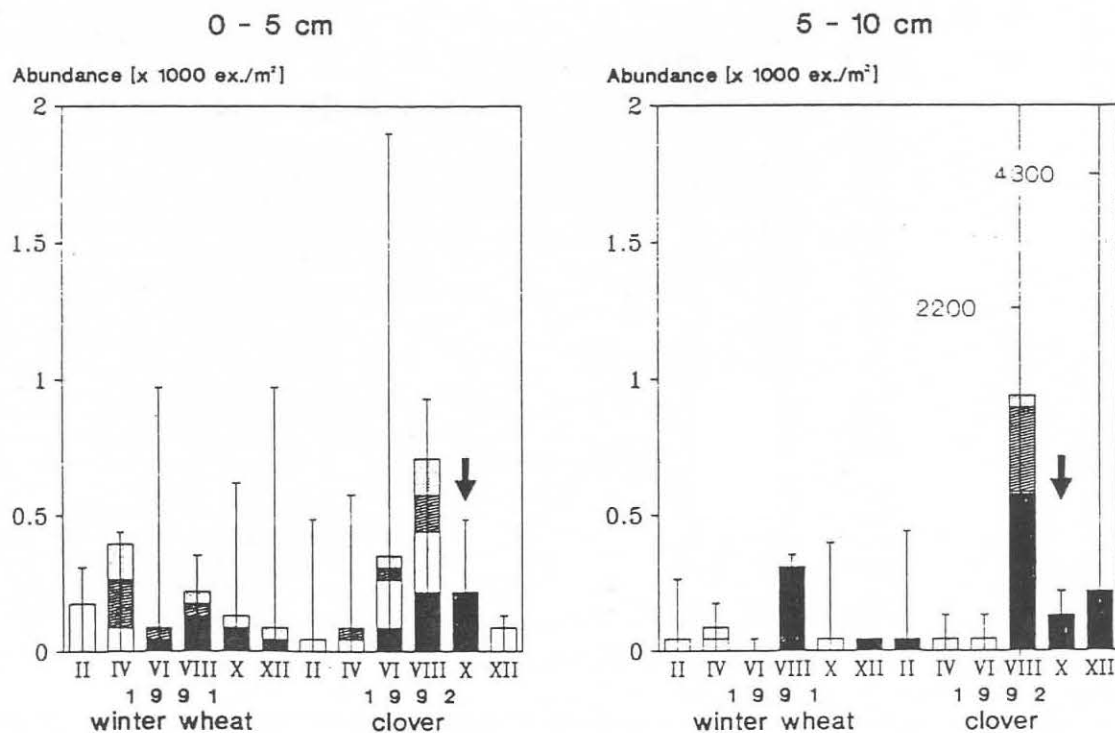 0 - 5 cm
Abundance [x 1000 ex./m²]
2
1.5
1
0.5
0
II IV VI VIII X XII II IV VI VIII X XII
1 9 9 1 1 9 9 2
winter wheat clover
5 - 10 cm
Abundance [x 1000 ex./m²]
2
1.5
1
0.5
0
4300
2200
II IV VI VIII X XII II IV VI VIII X XII
1 9 9 1 1 9 9 2
winter wheat clover